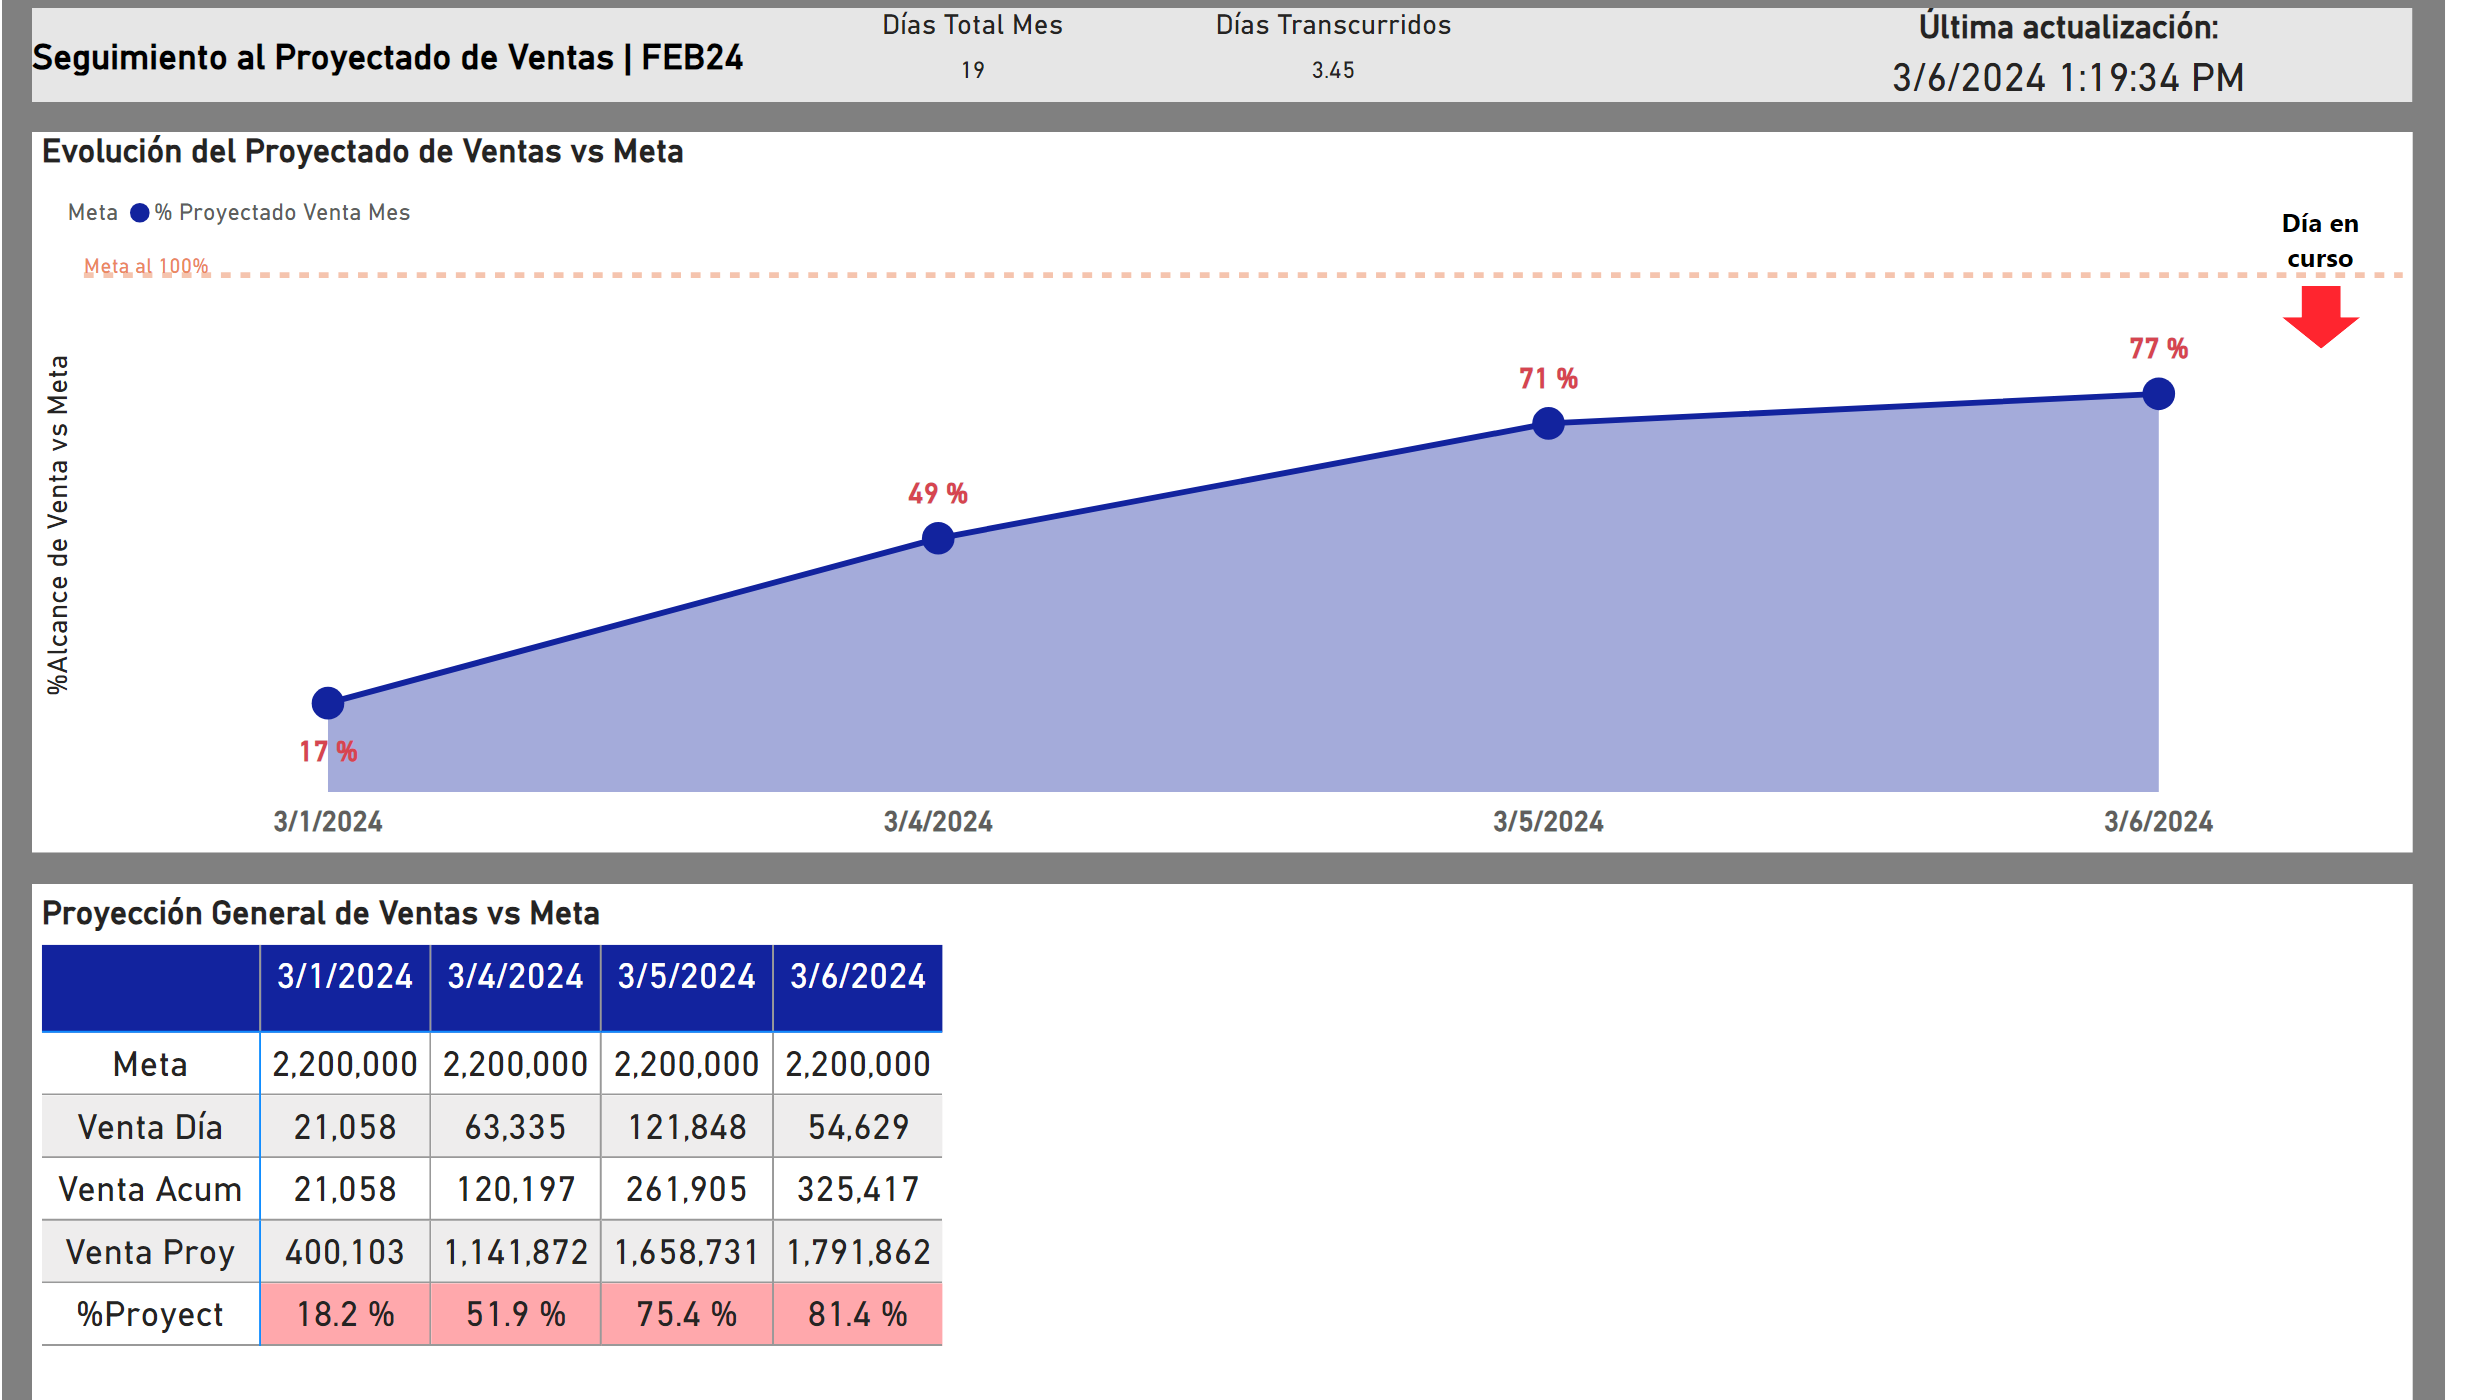 Seguimiento al Proyectado de Ventas | FEB24
Días Total Mes
19
Días Transcurridos
3.45
Última actualización:
3/6/2024 1:19:34 PM
Evolución del Proyectado de Ventas vs Meta
Meta % Proyectado Venta Mes
Meta al 100%
Día en
curso
%Alcance de Venta vs Meta
17 %
49 %
71 %
77 %
3/1/2024 3/4/2024 3/5/2024 3/6/2024
Proyección General de Ventas vs Meta
3/1/2024 3/4/2024 3/5/2024 3/6/2024
Meta 2,200,000 2,200,000 2,200,000 2,200,000
Venta Día 21,058 63,335 121,848 54,629
Venta Acum 21,058 120,197 261,905 325,417
Venta Proy 400,103 1,141,872 1,658,731 1,791,862
%Proyect 18.2 % 51.9 % 75.4 % 81.4 %